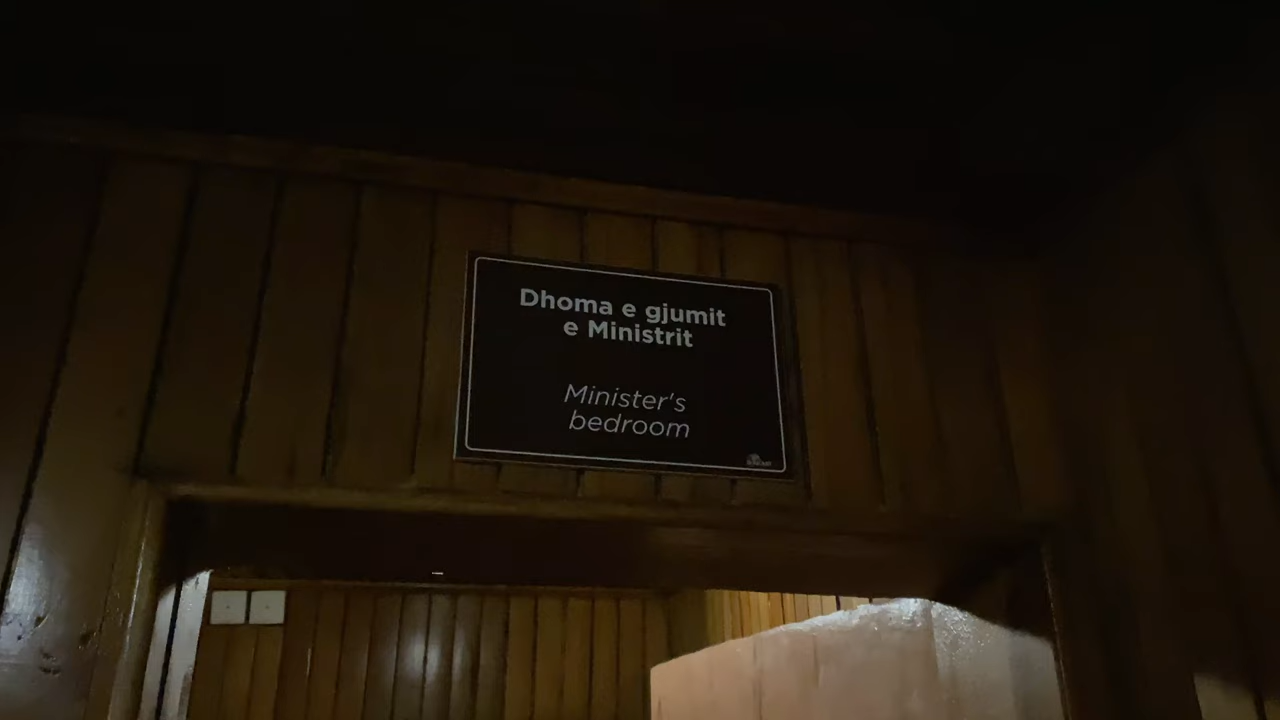 Dhoma e gjumit
e Ministrit
Minister's
bedroom